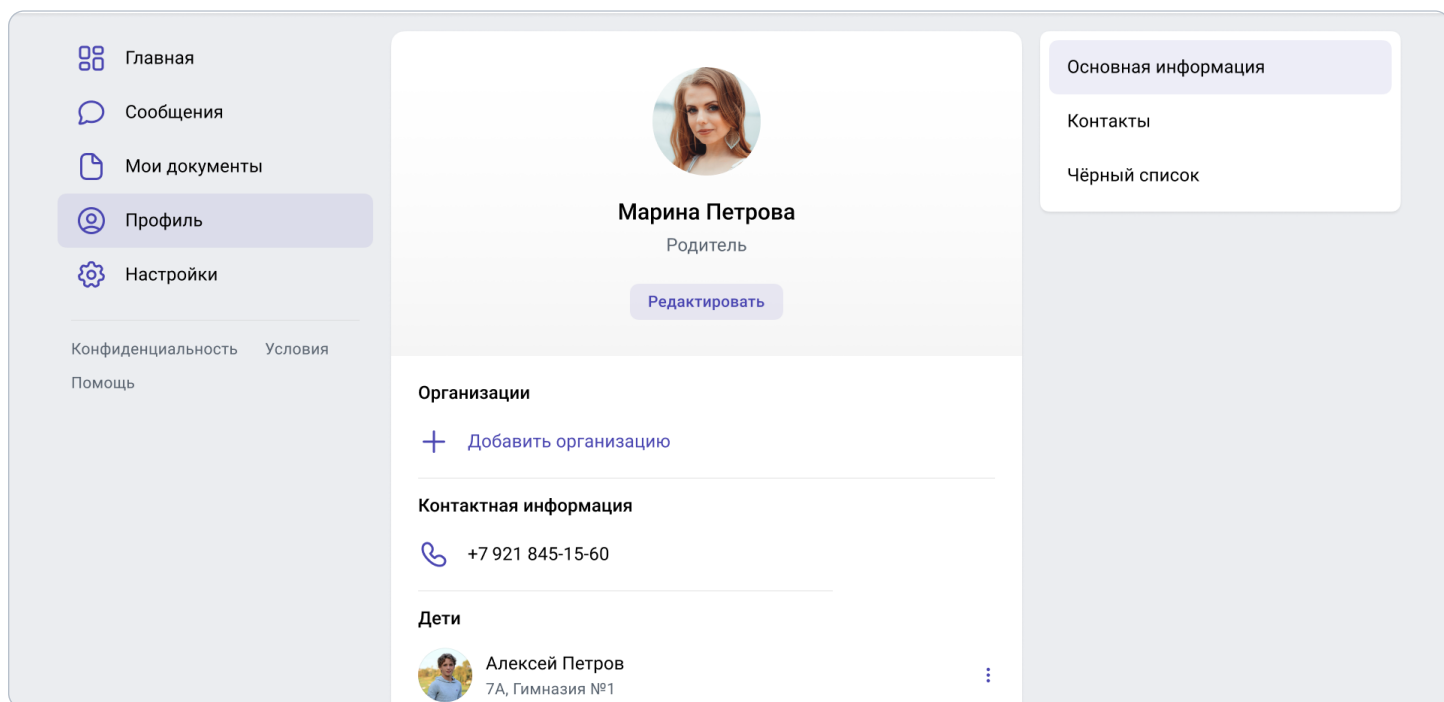 Главная
Сообщения
Мои документы
Профиль
Настройки
Конфиденциальность Условия
Помощь
Марина Петрова
Родитель
Редактировать
Организации
Добавить организацию
Контактная информация
+7 921 845-15-60
Дети
Алексей Петров
7А, Гимназия №1
Основная информация
Контакты
Чёрный список